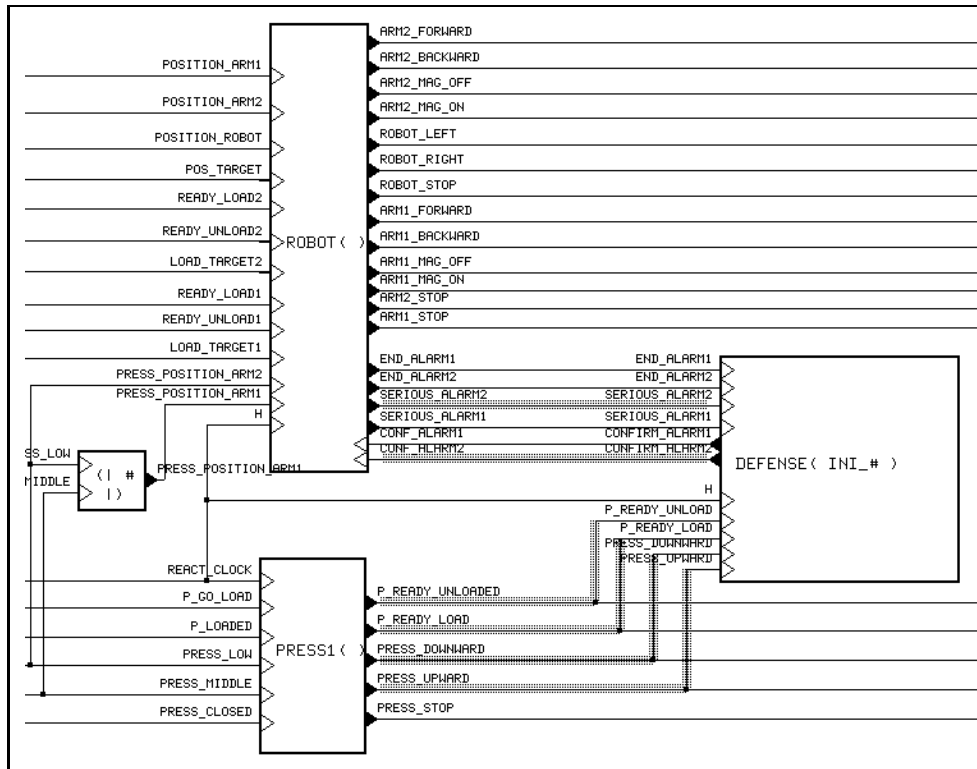 ARM2_FORWARD
ARM2_BACKWARD
POSITION_ARM1
ARM2_MAG_OFF
POSITION_ARM2
ARM2_MAG_ON
POSITION_ROBOT
ROBOT_LEFT
POS_TARGET
ROBOT_RIGHT
READY_LOAD2
ROBOT_STOP
ARM1_FORWARD
READY_UNLOAD2
ROBOT( )
ARM1_BACKWARD
LOAD_TARGET2
ARM1_MAG_OFF
ARM1_MAG_ON
READY_LOAD1
ARM2_STOP
READY_UNLOAD1
ARM1_STOP
LOAD_TARGET1
END_ALARM1 END_ALARM1
PRESS_POSITION_ARM2
END_ALARM2 END_ALARM2
PRESS_POSITION_ARM1
SERIOUS_ALARM2 SERIOUS_ALARM2
H
SERIOUS_ALARM1 SERIOUS_ALARM1
CONF_ALARM1 CONFIRM_ALARM1
CONF_ALARM2 CONFIRM_ALARM2
SS_LOW
PRESS_POSITION_ARM1
DEFENSE( INI_# )
MIDDLE
(| #
|)
H
P_READY_UNLOAD
P_READY_LOAD
PRESS_DOWNWARD
PRESS_UPWARD
REACT_CLOCK
P_READY_UNLOADED
P_GO_LOAD
P_READY_LOAD
P_LOADED
PRESS1( )
PRESS_DOWNWARD
PRESS_LOW
PRESS_UPWARD
PRESS_MIDDLE
PRESS_STOP
PRESS_CLOSED